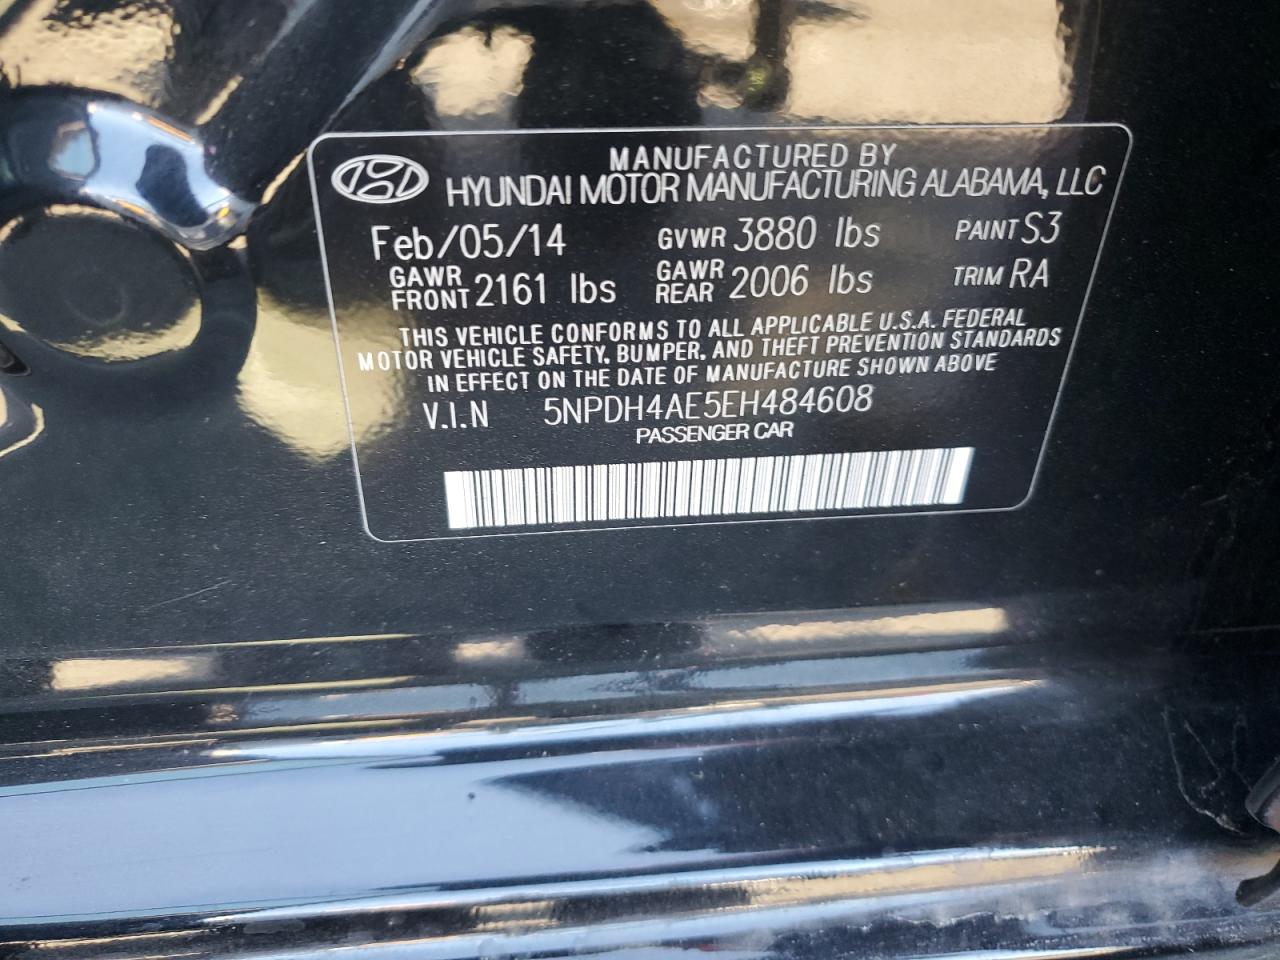 MANUFACTURED BY
HYUNDAI MOTOR MANUFACTURING ALABAMA, LLC
Feb/05/14 GVWR 3880 lbs PAINT S3
GAWR FRONT 2161 lbs GAWR REAR 2006 lbs TRIM RA
THIS VEHICLE CONFORMS TO ALL APPLICABLE U.S.A. FEDERAL
MOTOR VEHICLE SAFETY, BUMPER, AND THEFT PREVENTION STANDARDS
IN EFFECT ON THE DATE OF MANUFACTURE SHOWN ABOVE
V.I.N 5NPDH4AE5EH484608
PASSENGER CAR